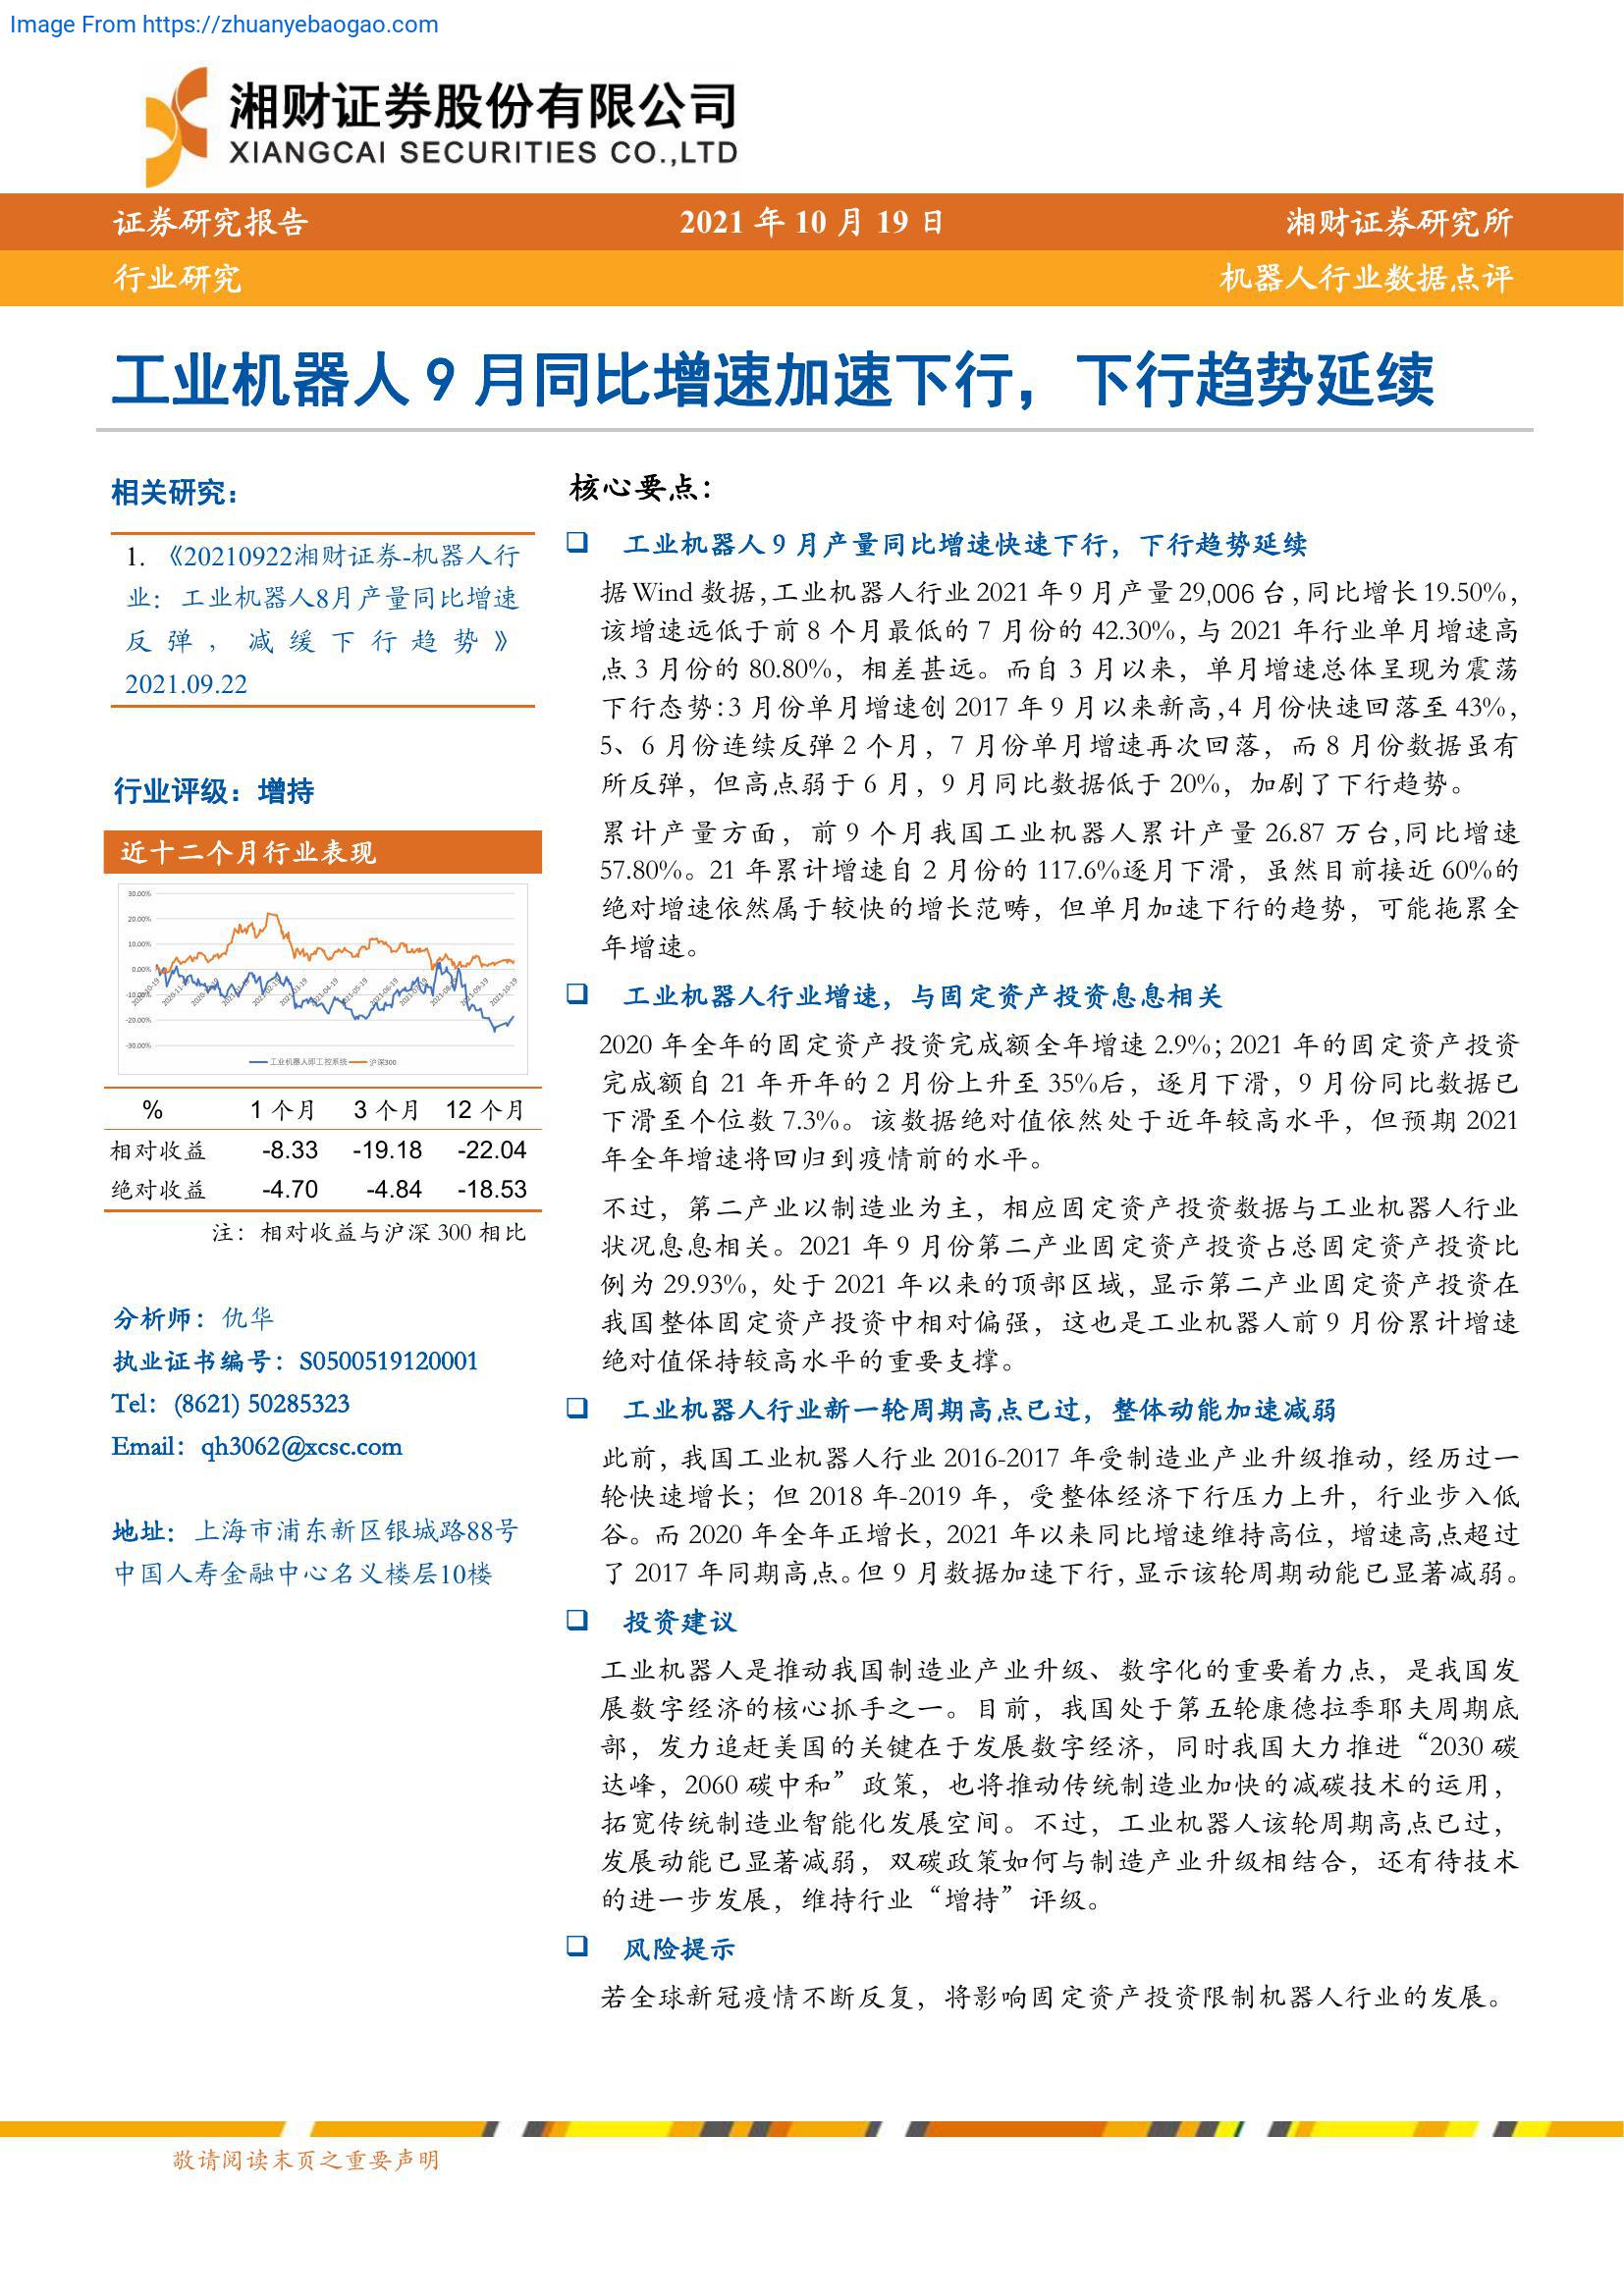 Image From https://zhuanyebaogao.com
湘财证券股份有限公司
XIANGCAI SECURITIES CO.,LTD
证券研究报告 2021 年 10 月 19 日 湘财证券研究所
行业研究 机器人行业数据点评
工业机器人 9 月同比增速加速下行，下行趋势延续
相关研究：
1. 《20210922湘财证券-机器人行
业：工业机器人8月产量同比增速
反弹，减缓下行趋势》
2021.09.22
行业评级：增持
近十二个月行业表现
30.00%
20.00%
10.00%
0.00%
-10.00%
-20.00%
-30.00%
工业机器人即工控系统 沪深300
% 1 个月 3 个月 12 个月
相对收益 -8.33 -19.18 -22.04
绝对收益 -4.70 -4.84 -18.53
注：相对收益与沪深 300 相比
分析师：仇华
执业证书编号：S0500519120001
Tel：(8621) 50285323
Email：qh3062@xcsc.com
地址：上海市浦东新区银城路88号
中国人寿金融中心名义楼层10楼
核心要点：
❑ 工业机器人 9 月产量同比增速快速下行，下行趋势延续
据 Wind 数据，工业机器人行业 2021 年 9 月产量 29,006 台，同比增长 19.50%，
该增速远低于前 8 个月最低的 7 月份的 42.30%，与 2021 年行业单月增速高
点 3 月份的 80.80%，相差甚远。而自 3 月以来，单月增速总体呈现为震荡
下行态势：3 月份单月增速创 2017 年 9 月以来新高，4 月份快速回落至 43%，
5、6 月份连续反弹 2 个月，7 月份单月增速再次回落，而 8 月份数据虽有
所反弹，但高点弱于 6 月，9 月同比数据低于 20%，加剧了下行趋势。
累计产量方面，前 9 个月我国工业机器人累计产量 26.87 万台,同比增速
57.80%。21 年累计增速自 2 月份的 117.6%逐月下滑，虽然目前接近 60%的
绝对增速依然属于较快的增长范畴，但单月加速下行的趋势，可能拖累全
年增速。
❑ 工业机器人行业增速，与固定资产投资息息相关
2020 年全年的固定资产投资完成额全年增速 2.9%；2021 年的固定资产投资
完成额自 21 年开年的 2 月份上升至 35%后，逐月下滑，9 月份同比数据已
下滑至个位数 7.3%。该数据绝对值依然处于近年较高水平，但预期 2021
年全年增速将回归到疫情前的水平。
不过，第二产业以制造业为主，相应固定资产投资数据与工业机器人行业
状况息息相关。2021 年 9 月份第二产业固定资产投资占总固定资产投资比
例为 29.93%，处于 2021 年以来的顶部区域，显示第二产业固定资产投资在
我国整体固定资产投资中相对偏强，这也是工业机器人前 9 月份累计增速
绝对值保持较高水平的重要支撑。
❑ 工业机器人行业新一轮周期高点已过，整体动能加速减弱
此前，我国工业机器人行业 2016-2017 年受制造业产业升级推动，经历过一
轮快速增长；但 2018 年-2019 年，受整体经济下行压力上升，行业步入低
谷。而 2020 年全年正增长，2021 年以来同比增速维持高位，增速高点超过
了 2017 年同期高点。但 9 月数据加速下行，显示该轮周期动能已显著减弱。
❑ 投资建议
工业机器人是推动我国制造业产业升级、数字化的重要着力点，是我国发
展数字经济的核心抓手之一。目前，我国处于第五轮康德拉季耶夫周期底
部，发力追赶美国的关键在于发展数字经济，同时我国大力推进“2030 碳
达峰，2060 碳中和”政策，也将推动传统制造业加快的减碳技术的运用，
拓宽传统制造业智能化发展空间。不过，工业机器人该轮周期高点已过，
发展动能已显著减弱，双碳政策如何与制造产业升级相结合，还有待技术
的进一步发展，维持行业“增持”评级。
❑ 风险提示
若全球新冠疫情不断反复，将影响固定资产投资限制机器人行业的发展。
敬请阅读末页之重要声明